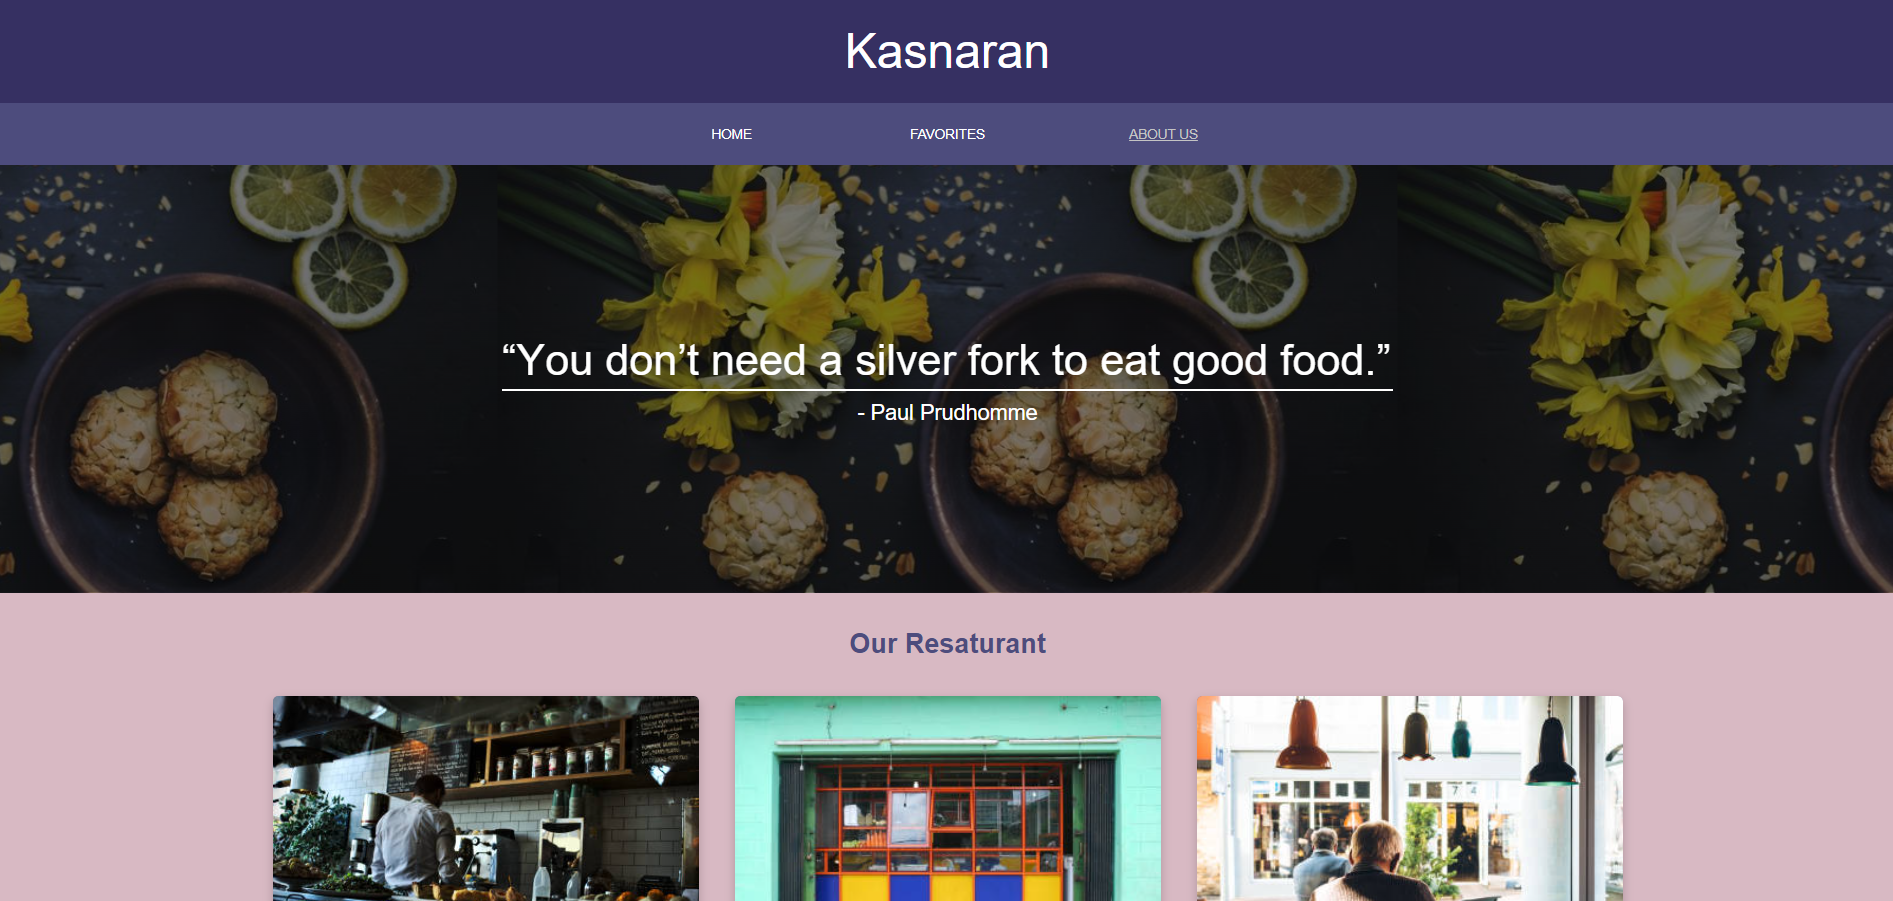 Kasnaran
HOME FAVORITES ABOUT US
“You don’t need a silver fork to eat good food.”
- Paul Prudhomme
Our Resaturant